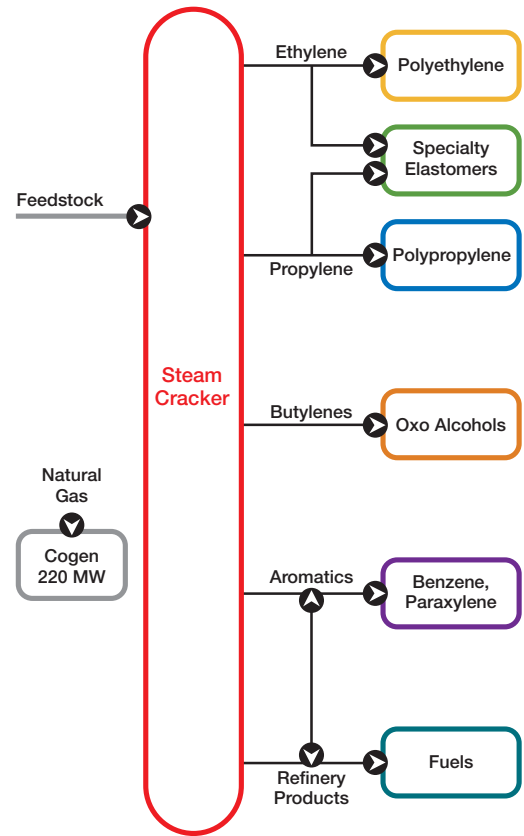 Ethylene
Polyethylene
Specialty
Elastomers
Feedstock
Propylene
Polypropylene
Steam
Cracker
Butylenes
Oxo Alcohols
Natural
Gas
Cogen
220 MW
Aromatics
Benzene,
Paraxylene
Refinery
Products
Fuels